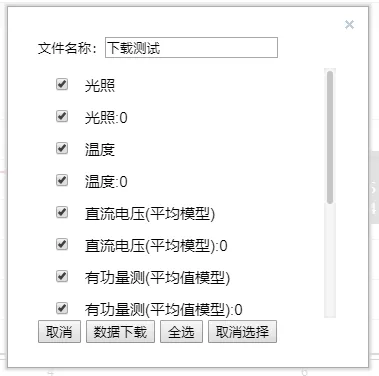 文件名称： 下载测试
光照
光照:0
温度
温度:0
直流电压(平均模型)
直流电压(平均模型):0
有功量测(平均值模型)
有功量测(平均值模型):0
取消 数据下载 全选 取消选择